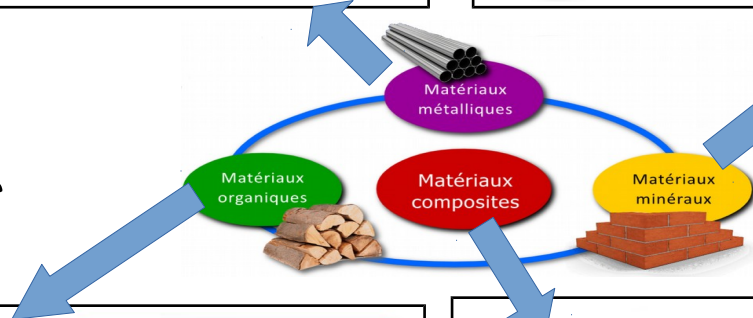 Matériaux
métalliques
Matériaux
organiques
Matériaux
composites
Matériaux
minéraux